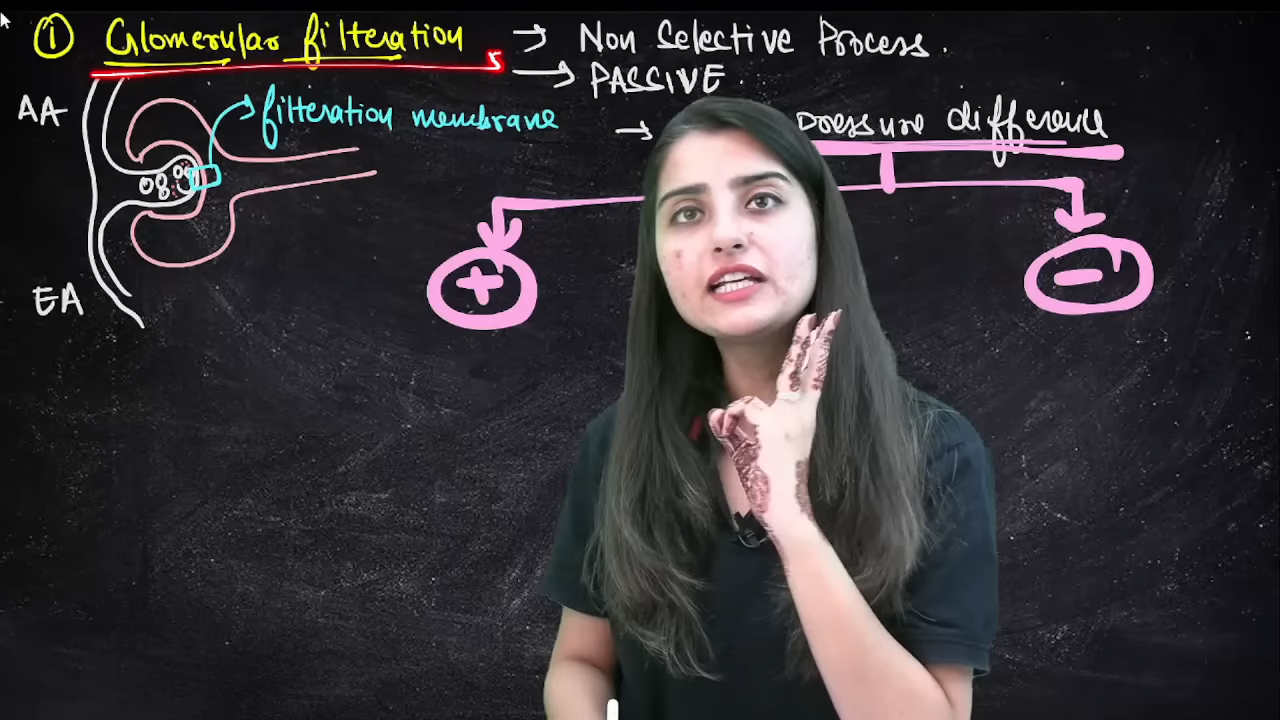 ① Glomerular filteration → Non Selective Process.
→ PASSIVE
AA
filteration membrane
→ pressure difference
+ -
EA